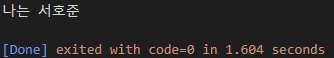 나는 서호준
[Done] exited with code=0 in 1.604 seconds